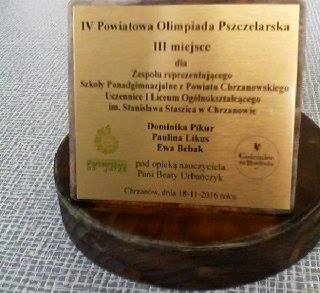 IV Powiatowa Olimpiada Pszczelarska
III miejsce
dla
Zespołu reprezentującego
Szkoły Ponadgimnazjalne z Powiatu Chrzanowskiego
Uczennice I Liceum Ogólnokształcącego
im. Stanisława Staszica w Chrzanowie
Dominika Pikur
Paulina Likus
Ewa Bebak
pod opieką nauczyciela
Pani Beaty Urbańczyk
Chrzanów, dnia 18-11-2016 roku